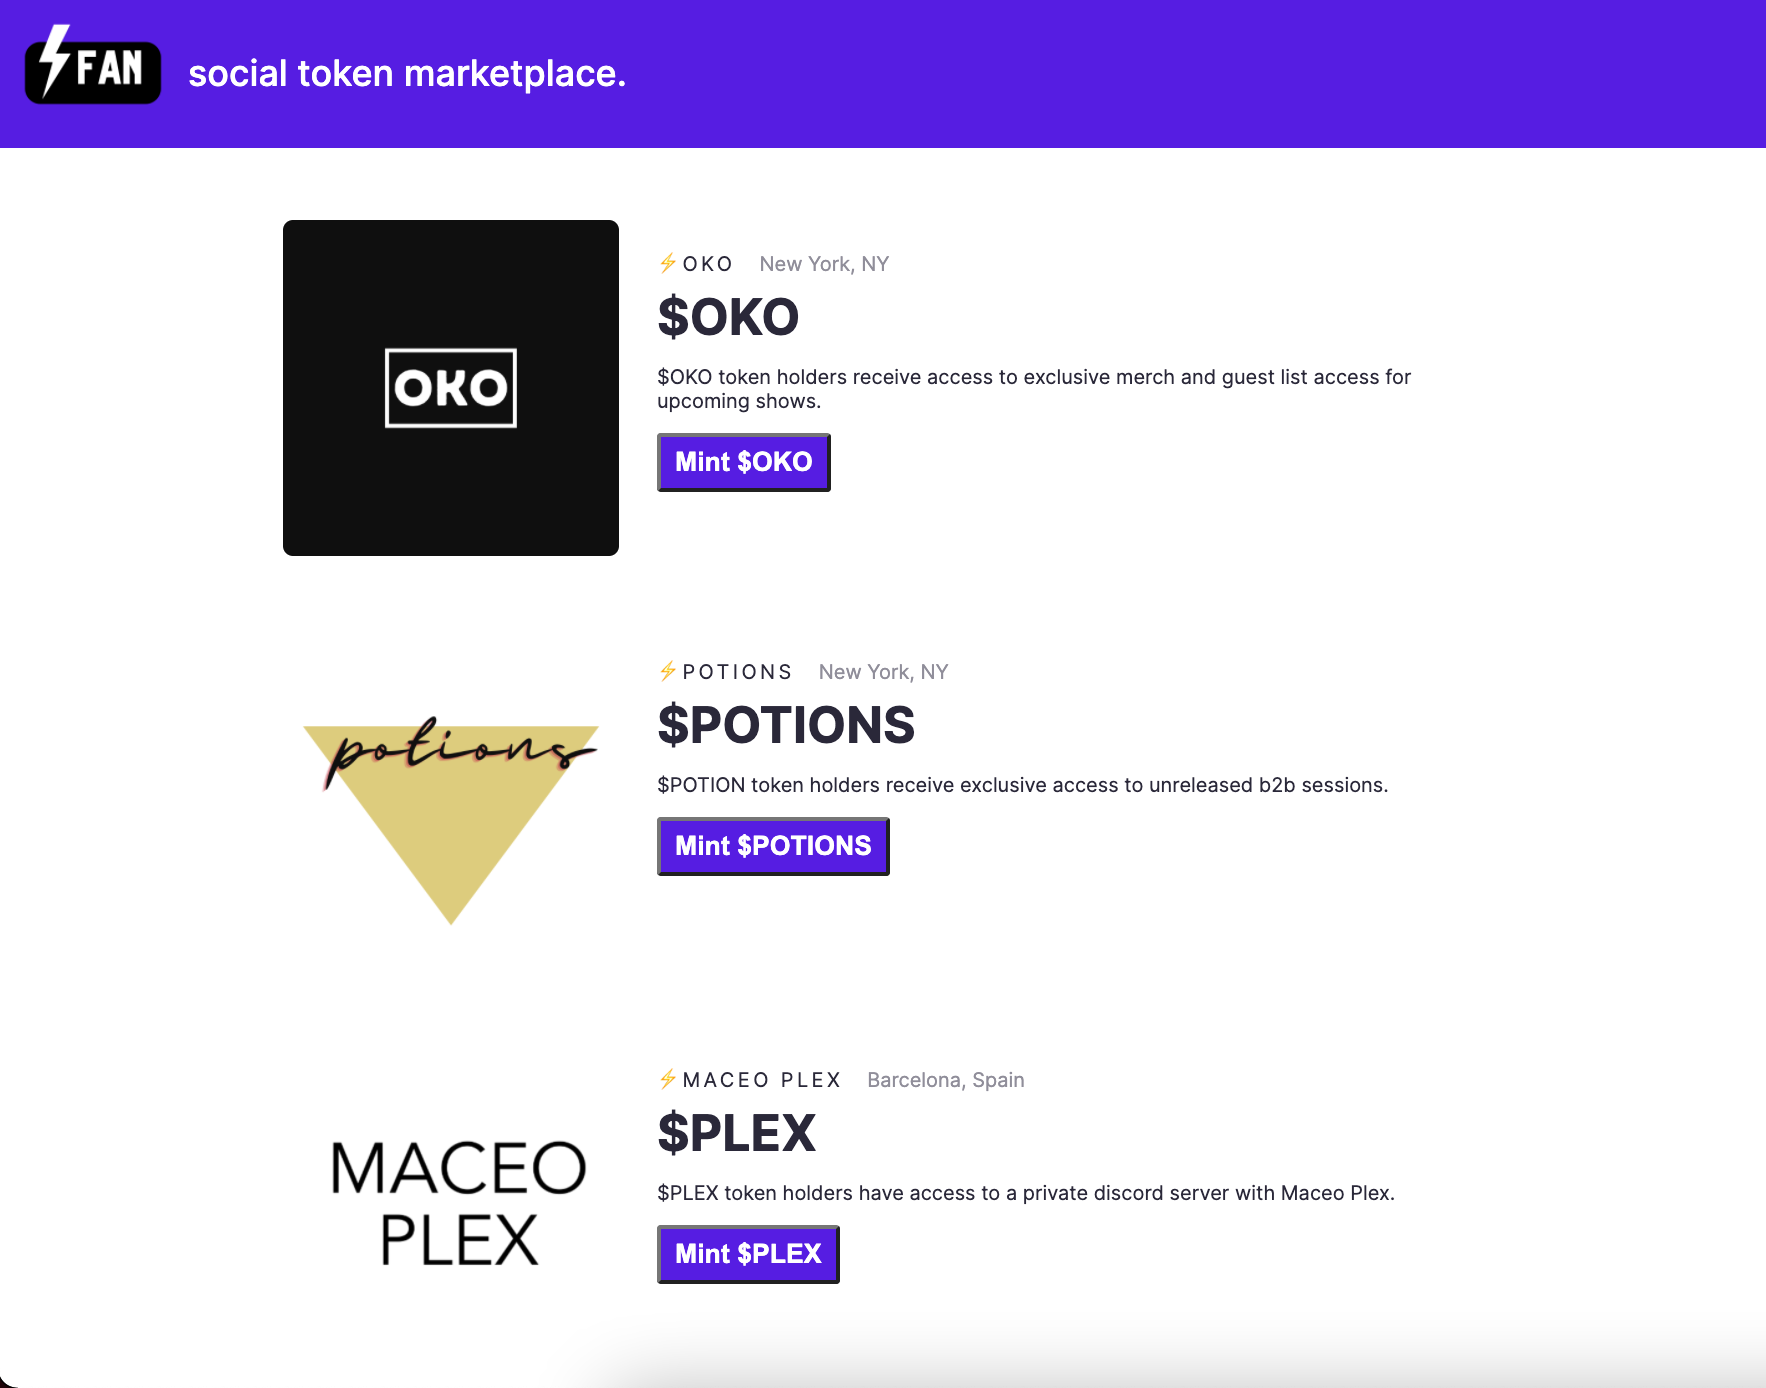 FAN
social token marketplace.
OKO
⚡OKO New York, NY
$OKO
$OKO token holders receive access to exclusive merch and guest list access for
upcoming shows.
Mint $OKO
potions
⚡POTIONS New York, NY
$POTIONS
$POTION token holders receive exclusive access to unreleased b2b sessions.
Mint $POTIONS
MACEO
PLEX
⚡MACEO PLEX Barcelona, Spain
$PLEX
$PLEX token holders have access to a private discord server with Maceo Plex.
Mint $PLEX